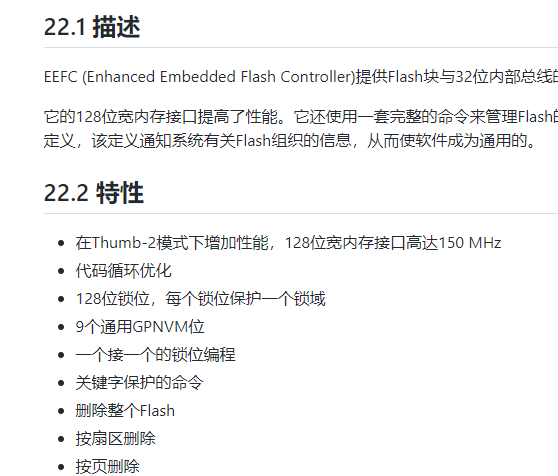 22.1 描述
EEFC (Enhanced Embedded Flash Controller)提供Flash块与32位内部总线的
它的128位宽内存接口提高了性能。它还使用一套完整的命令来管理Flash的
定义，该定义通知系统有关Flash组织的信息，从而使软件成为通用的。
22.2 特性
在Thumb-2模式下增加性能，128位宽内存接口高达150 MHz
代码循环优化
128位锁位，每个锁位保护一个锁域
9个通用GPNVM位
一个接一个的锁位编程
关键字保护的命令
删除整个Flash
按扇区删除
按页删除